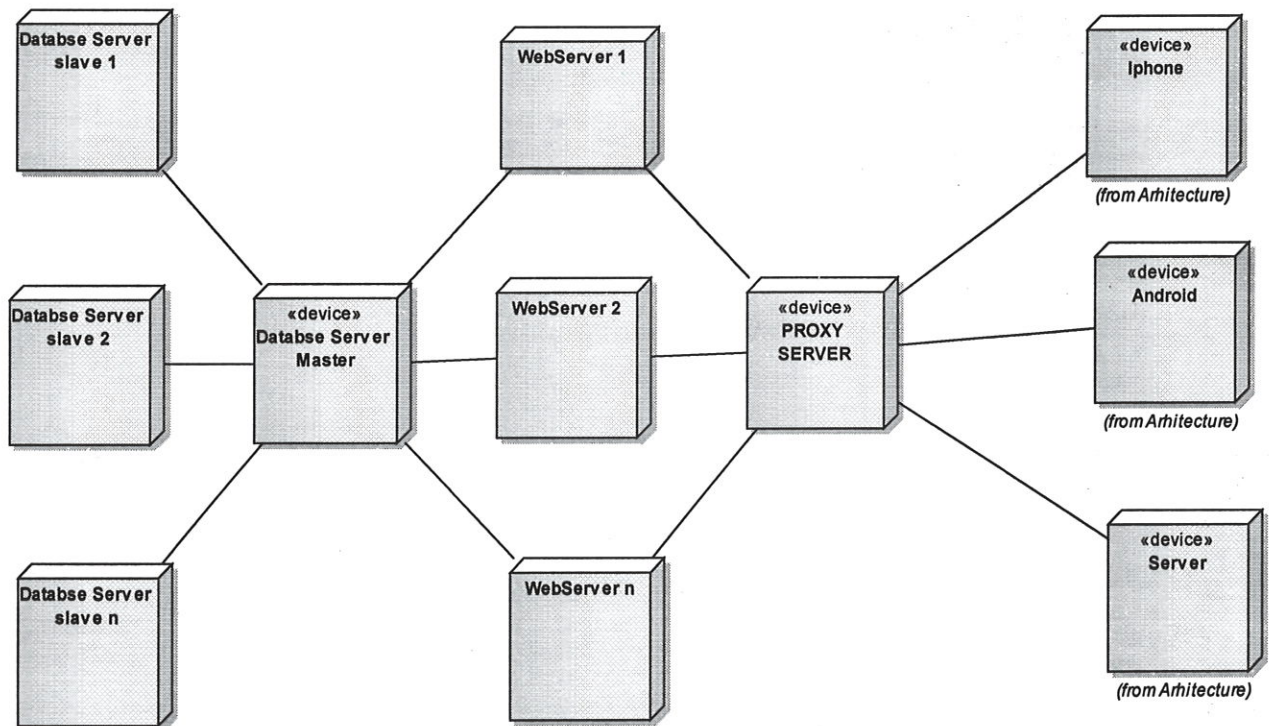 Databse Server
slave 1
WebServer 1
«device»
Iphone
(from Arhitecture)
Databse Server
slave 2
«device»
Databse Server
Master
WebServer 2
«device»
PROXY
SERVER
«device»
Android
(from Arhitecture)
Databse Server
slave n
WebServer n
«device»
Server
(from Arhitecture)